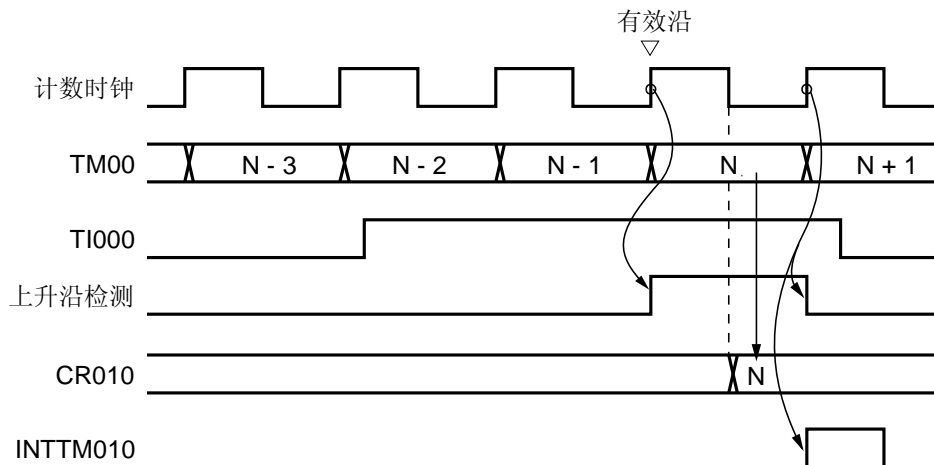 有效沿
计数时钟
TM00 N - 3 N - 2 N - 1 N N + 1
TI000
上升沿检测
CR010 N
INTTM010